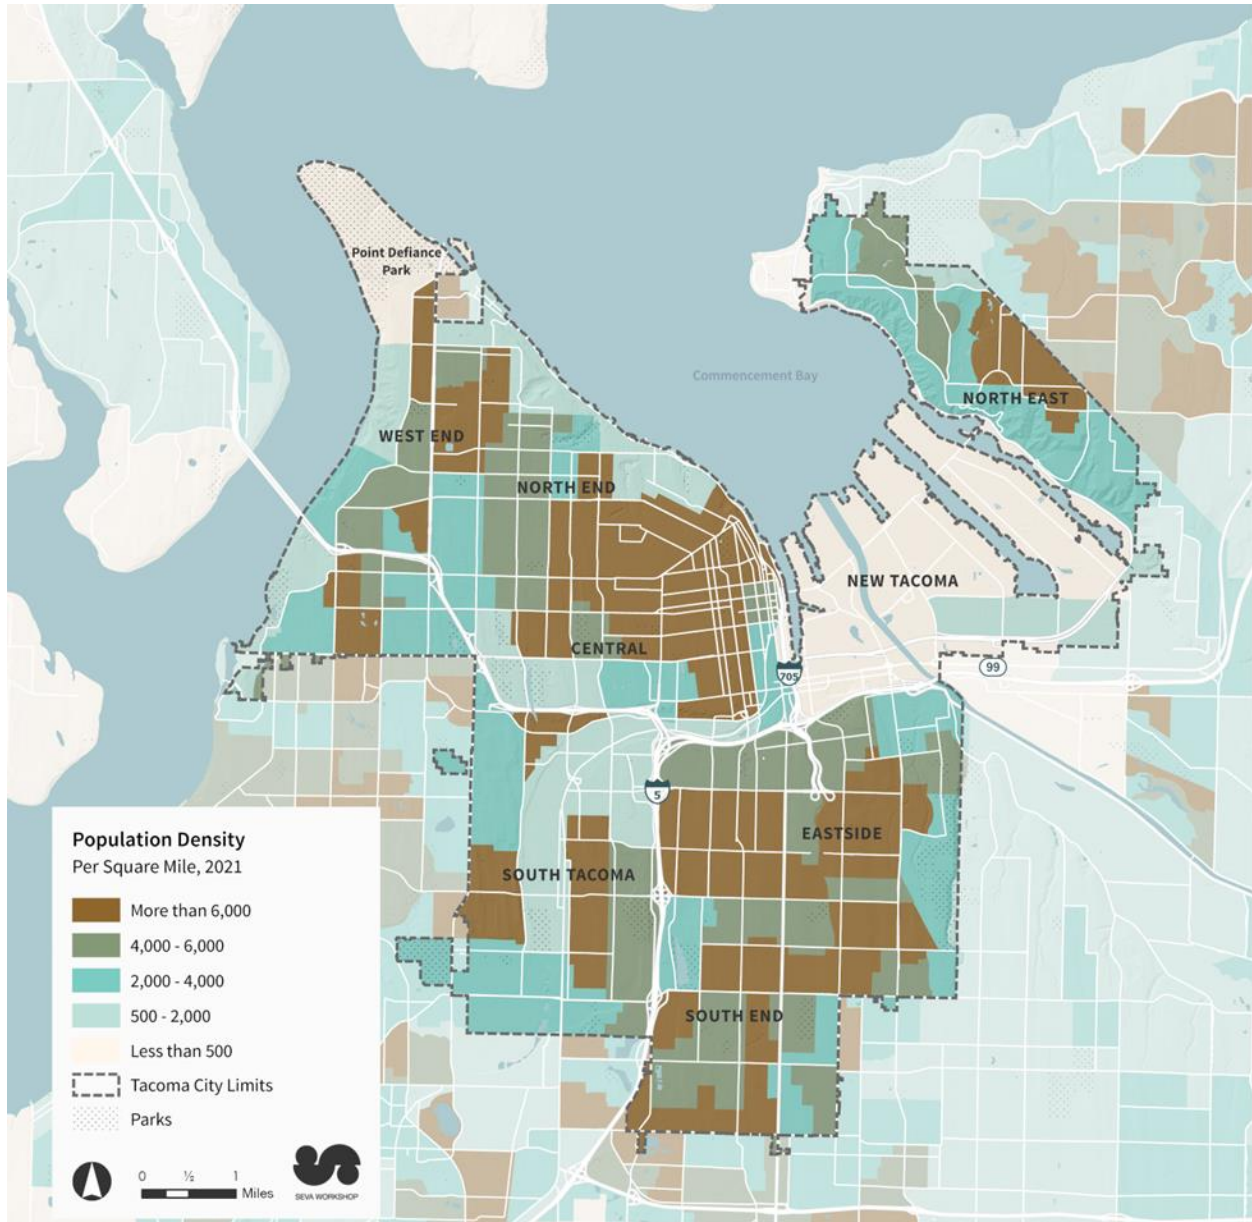 Point Defiance
Park
Commencement Bay
NORTH EAST
WEST END
NORTH END
NEW TACOMA
CENTRAL
99
705
5
EASTSIDE
SOUTH TACOMA
SOUTH END
Population Density
Per Square Mile, 2021
More than 6,000
4,000 - 6,000
2,000 - 4,000
500 - 2,000
Less than 500
Tacoma City Limits
Parks
0 ½ 1
Miles
SEVA WORKSHOP